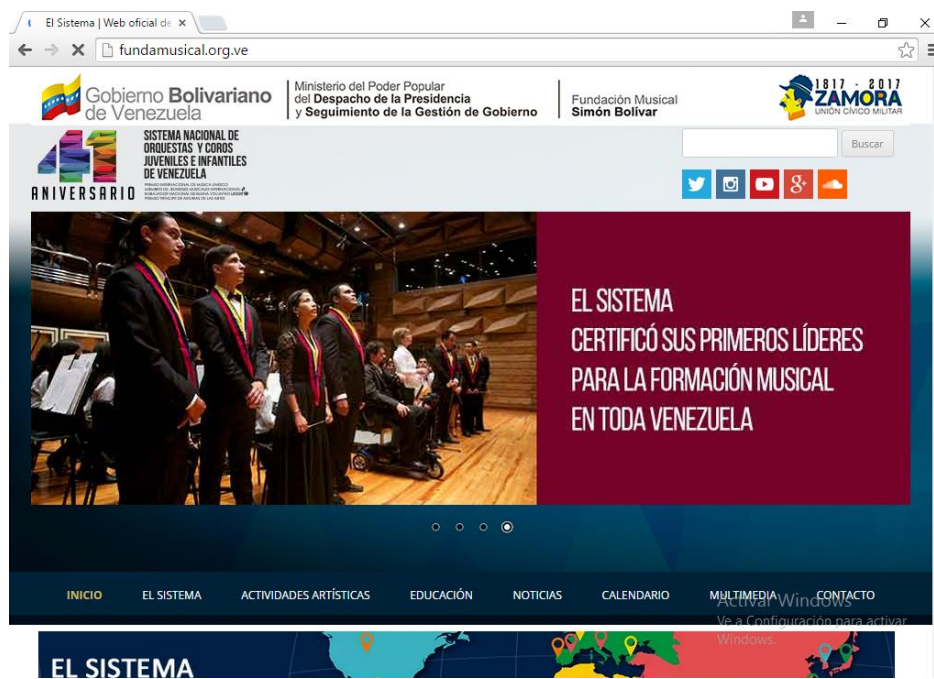 El Sistema | Web oficial de
fundamusical.org.ve
Gobierno Bolivariano
de Venezuela
Ministerio del Poder Popular
del Despacho de la Presidencia
y Seguimiento de la Gestión de Gobierno
Fundación Musical
Simón Bolívar
1817 - 2017
ZAMORA
UNIÓN CÍVICO MILITAR
41
ANIVERSARIO
SISTEMA NACIONAL DE
ORQUESTAS Y COROS
JUVENILES E INFANTILES
DE VENEZUELA
Buscar
EL SISTEMA
CERTIFICÓ SUS PRIMEROS LÍDERES
PARA LA FORMACIÓN MUSICAL
EN TODA VENEZUELA
INICIO EL SISTEMA ACTIVIDADES ARTÍSTICAS EDUCACIÓN NOTICIAS CALENDARIO MULTIMEDIA CONTACTO
Activar Windows
Ve a Configuración para activar
Windows.
EL SISTEMA